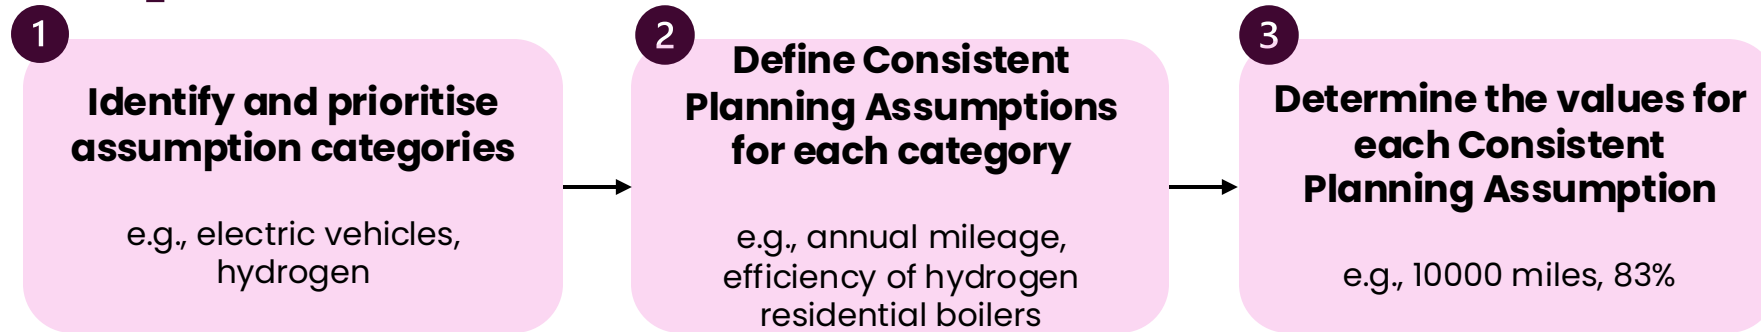 1
Identify and prioritise
assumption categories
e.g., electric vehicles,
hydrogen
2
Define Consistent
Planning Assumptions
for each category
e.g., annual mileage,
efficiency of hydrogen
residential boilers
3
Determine the values for
each Consistent
Planning Assumption
e.g., 10000 miles, 83%